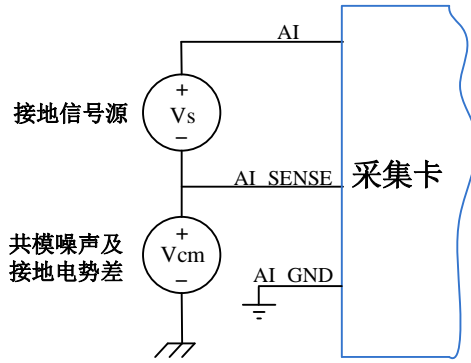 AI
+
接地信号源
Vs
−
AI_SENSE
采集卡
共模噪声及
接地电势差
+
Vcm
−
AI_GND